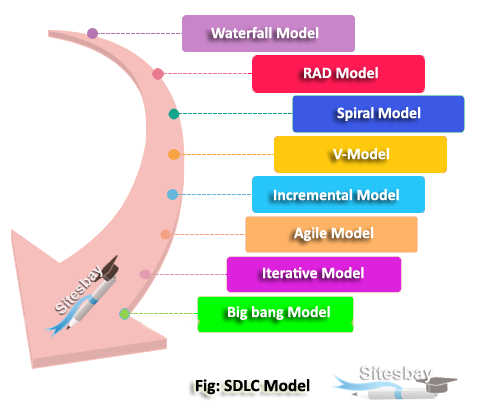 Waterfall Model
RAD Model
Spiral Model
V-Model
Incremental Model
Agile Model
Iterative Model
Big bang Model
Sitesbay
Fig: SDLC Model
Sitesbay